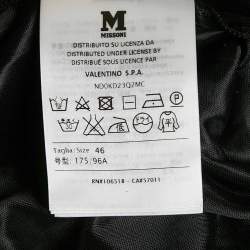 M
MISSONI
DISTRIBUITO SU LICENZA DA
DISTRIBUTED UNDER LICENSE BY
DISTRIBUÉ SOUS LICENCE PAR
VALENTINO S.P.A.
ND0KD23Q7MC
Taglia: Size 46
号型: 175/96A
RN#106518 - CA#57011